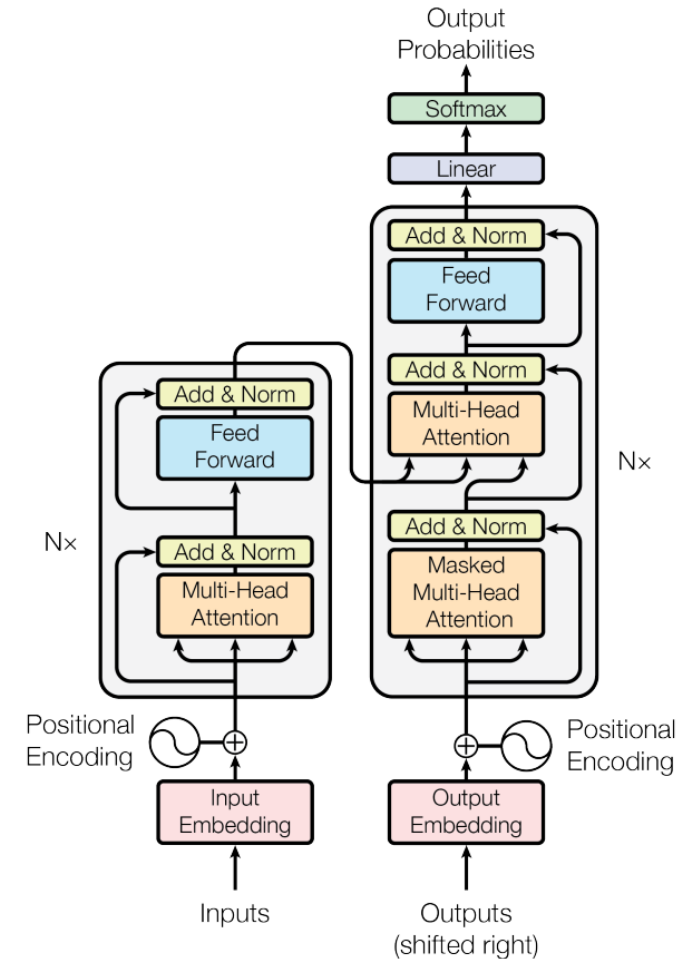 Output
Probabilities
Softmax
Linear
Add & Norm
Feed
Forward
Add & Norm
Multi-Head
Attention
Add & Norm
Masked
Multi-Head
Attention
N×
Add & Norm
Feed
Forward
Add & Norm
Multi-Head
Attention
N×
Positional
Encoding
Positional
Encoding
Input
Embedding
Output
Embedding
Inputs
Outputs
(shifted right)